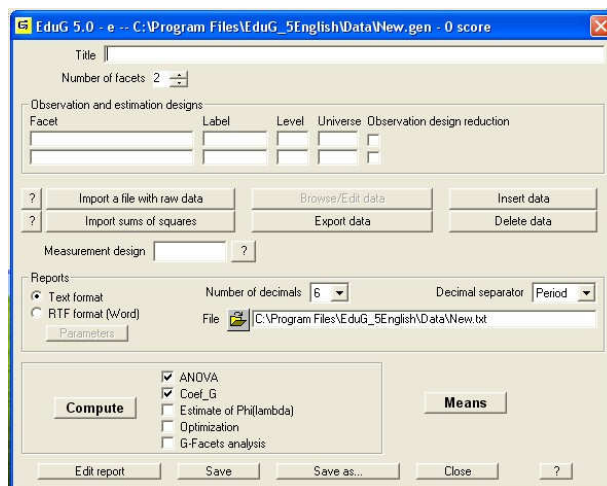 EduG 5.0 - e -- C:\Program Files\EduG_5English\Data\New.gen - 0 score
Title
Number of facets 2
Observation and estimation designs
Facet Label Level Universe Observation design reduction
? Import a file with raw data Browse/Edit data Insert data
? Import sums of squares Export data Delete data
Measurement design ?
Reports
Text format Number of decimals 6 Decimal separator Period
RTF format (Word) File C:\Program Files\EduG_5English\Data\New.txt
Parameters
ANOVA
Coef_G
Compute Estimate of Phi(lambda) Means
Optimization
G-Facets analysis
Edit report Save Save as... Close ?